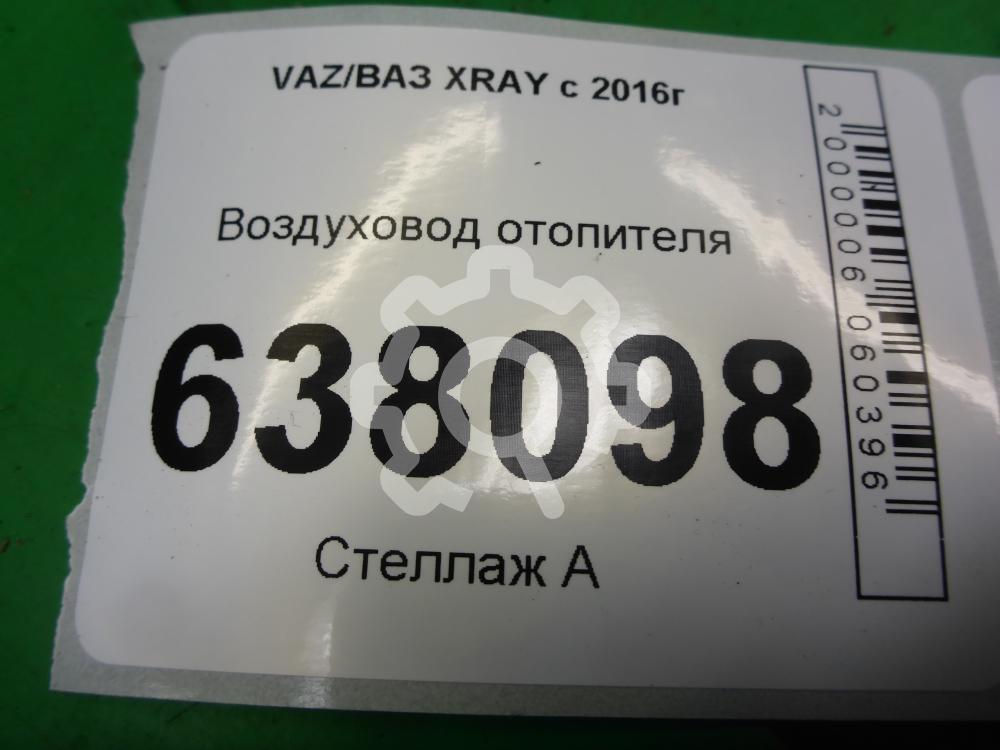 VAZ/ВАЗ XRAY с 2016г
Воздуховод отопителя
638098
Стеллаж А
2000006060396